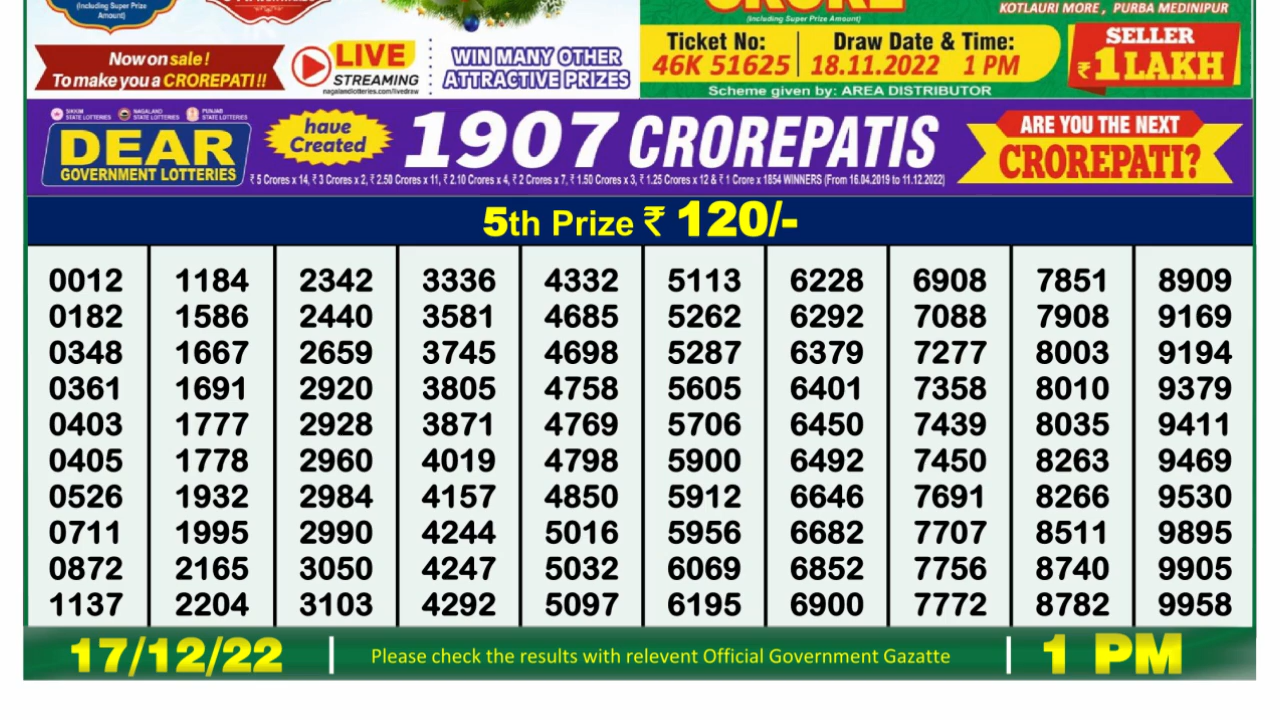 (Including Super Prize
Amount)
(Including Super Prize Amount)
KOTLAURI MORE, PURBA MEDINIPUR
Now on sale!
To make you a CROREPATI!!
LIVE
STREAMING
nagalandlotteries.com/livedraw
WIN MANY OTHER
ATTRACTIVE PRIZES
Ticket No:
46K 51625
Draw Date & Time:
18.11.2022 1 PM
SELLER
₹1LAKH
Scheme given by: AREA DISTRIBUTOR
SIKKIM
STATE LOTTERIES
NAGALAND
STATE LOTTERIES
PUNJAB
STATE LOTTERIES
DEAR
GOVERNMENT LOTTERIES
have
Created
1907 CROREPATIS
₹ 5 Crores x 14, ₹ 3 Crores x 2, ₹ 2.50 Crores x 11, ₹ 2.10 Crores x 4, ₹ 2 Crores x 7, ₹ 1.50 Crores x 3, ₹ 1.25 Crores x 12 & ₹ 1 Crore x 1854 WINNERS (From 16.04.2019 to 11.12.2022)
ARE YOU THE NEXT
CROREPATI?
5th Prize ₹ 120/-
0012 1184 2342 3336 4332 5113 6228 6908 7851 8909
0182 1586 2440 3581 4685 5262 6292 7088 7908 9169
0348 1667 2659 3745 4698 5287 6379 7277 8003 9194
0361 1691 2920 3805 4758 5605 6401 7358 8010 9379
0403 1777 2928 3871 4769 5706 6450 7439 8035 9411
0405 1778 2960 4019 4798 5900 6492 7450 8263 9469
0526 1932 2984 4157 4850 5912 6646 7691 8266 9530
0711 1995 2990 4244 5016 5956 6682 7707 8511 9895
0872 2165 3050 4247 5032 6069 6852 7756 8740 9905
1137 2204 3103 4292 5097 6195 6900 7772 8782 9958
17/12/22
Please check the results with relevent Official Government Gazatte
1 PM